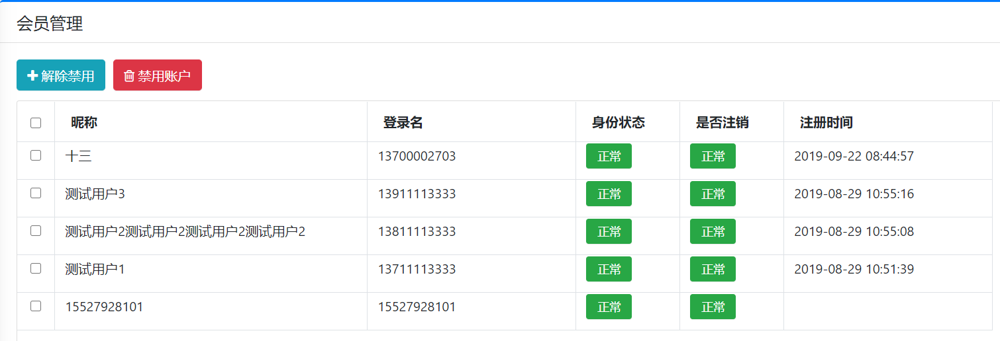 会员管理
解除禁用 禁用账户
昵称 登录名 身份状态 是否注销 注册时间
十三 13700002703 正常 正常 2019-09-22 08:44:57
测试用户3 13911113333 正常 正常 2019-08-29 10:55:16
测试用户2测试用户2测试用户2测试用户2 13811113333 正常 正常 2019-08-29 10:55:08
测试用户1 13711113333 正常 正常 2019-08-29 10:51:39
15527928101 15527928101 正常 正常